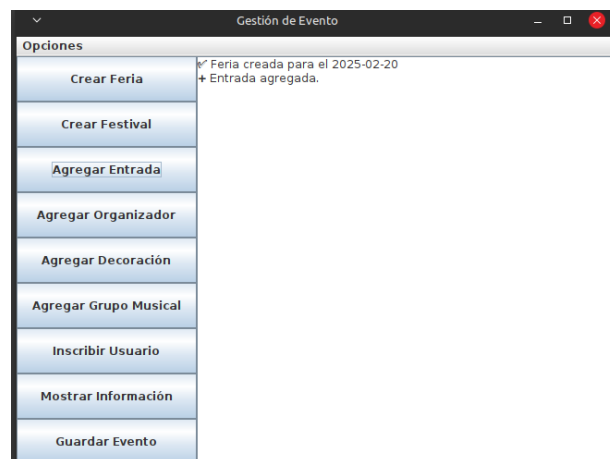 Gestión de Evento
Opciones
Crear Feria
Crear Festival
Agregar Entrada
Agregar Organizador
Agregar Decoración
Agregar Grupo Musical
Inscribir Usuario
Mostrar Información
Guardar Evento
✅ Feria creada para el 2025-02-20
+ Entrada agregada.